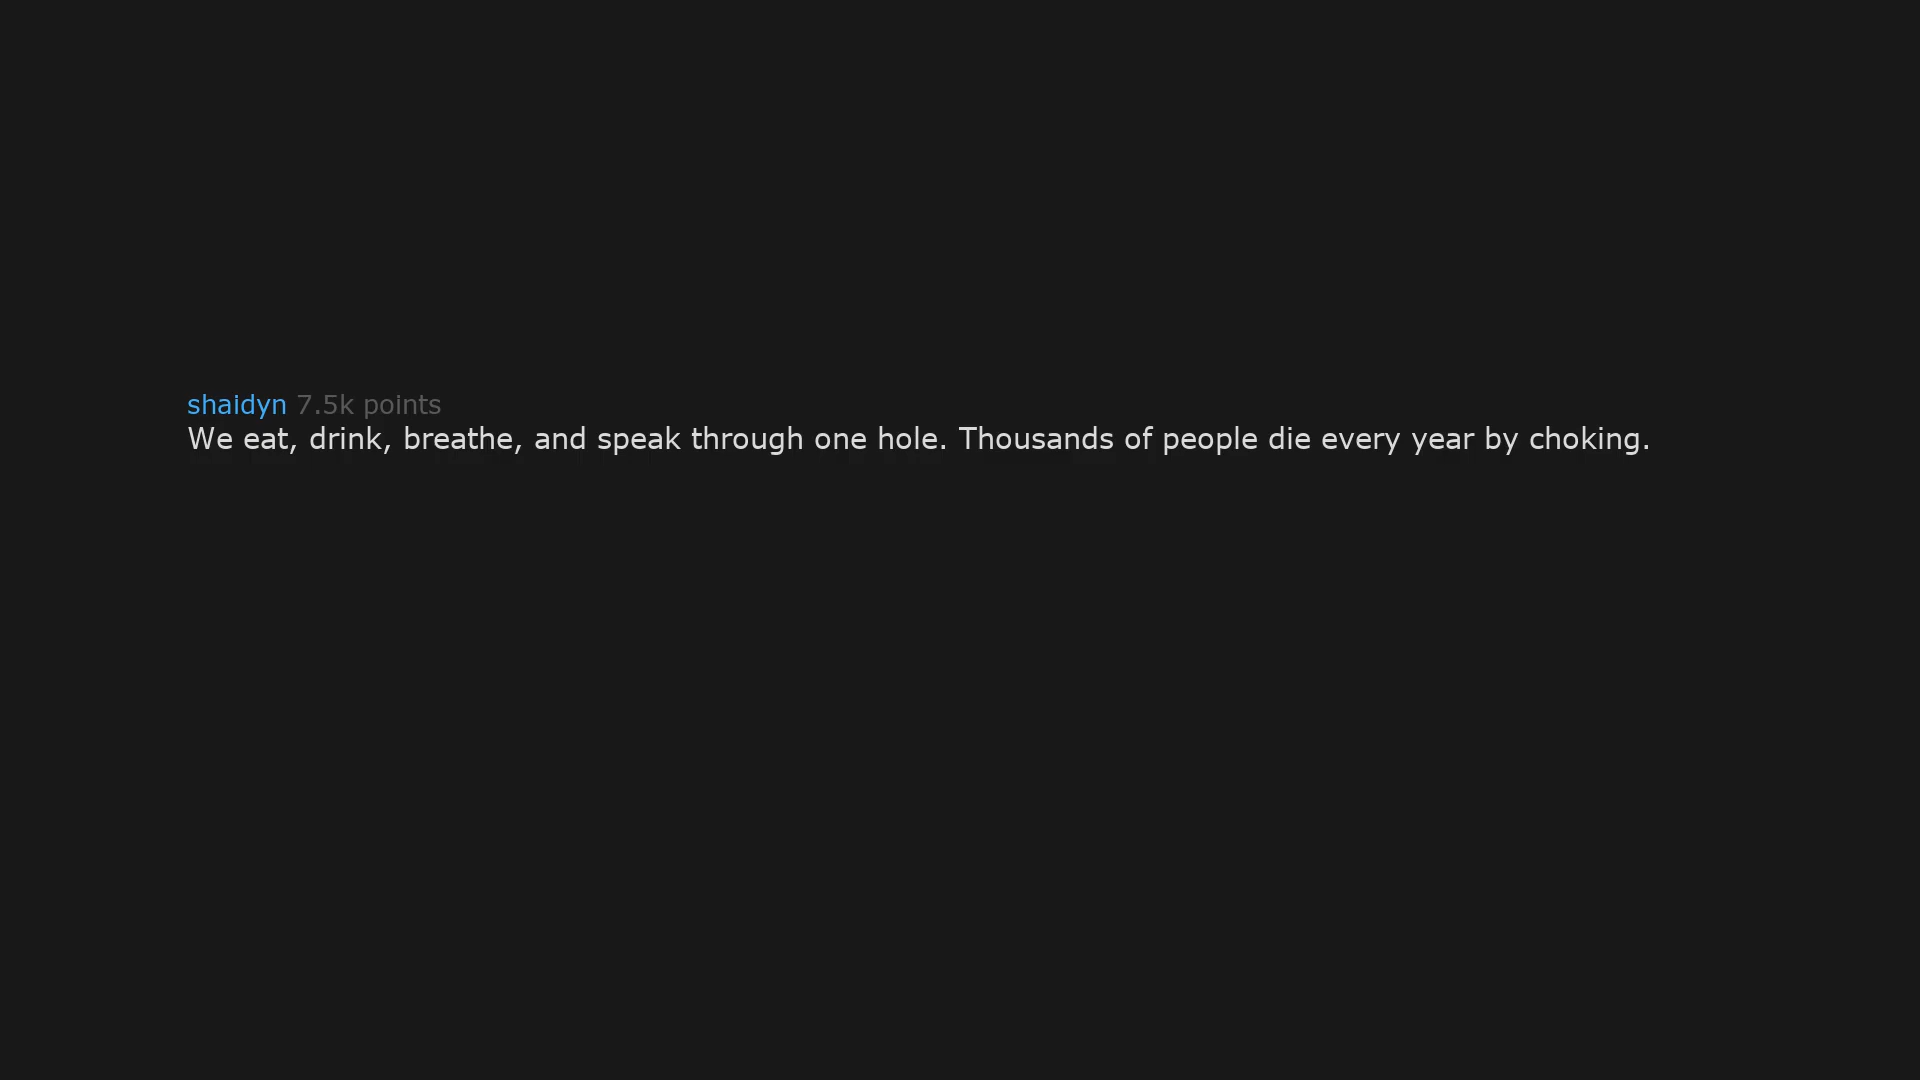 shaidyn 7.5k points
We eat, drink, breathe, and speak through one hole. Thousands of people die every year by choking.